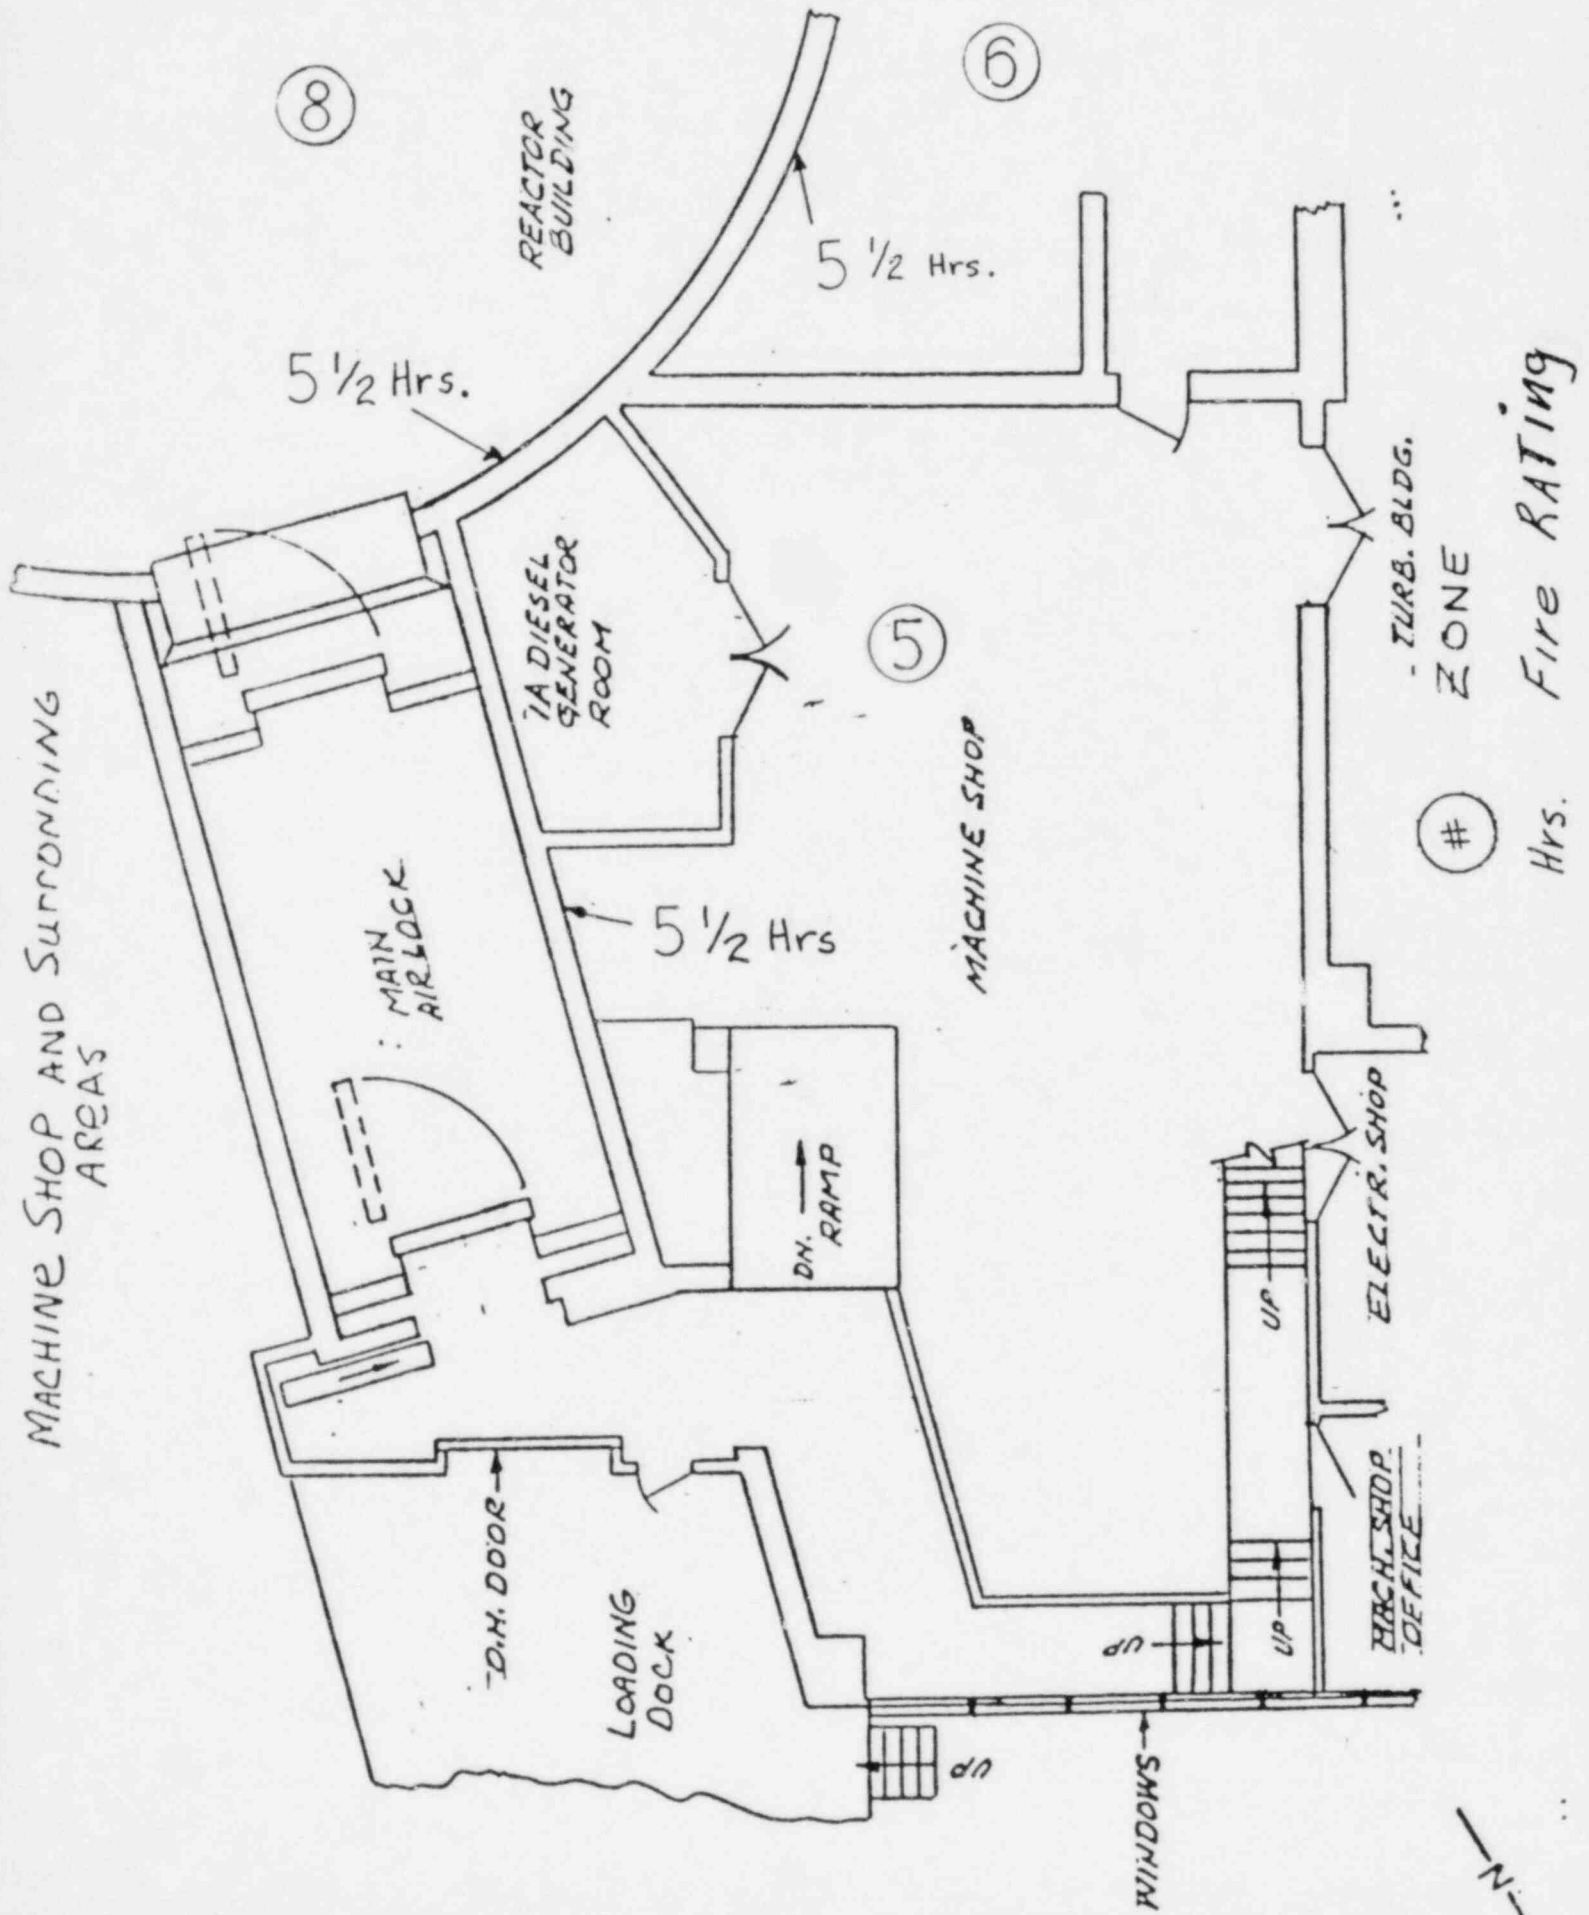 MACHINE SHOP AND SurroNDING
AREAS
8
6
REACTOR
BUILDING
5 1/2 Hrs.
5 1/2 Hrs.
1A DIESEL
GENERATOR
ROOM
5
: MAIN
AIRLOCK
5 1/2 Hrs
MACHINE SHOP
DN.
RAMP
O.H. DOOR
LOADING
DOCK
UP
UP
UP
UP
WINDOWS
ELECTR. SHOP
MACH. SHOP
OFFICE
TURB. BLDG.
# ZONE
Hrs. Fire RATing
N